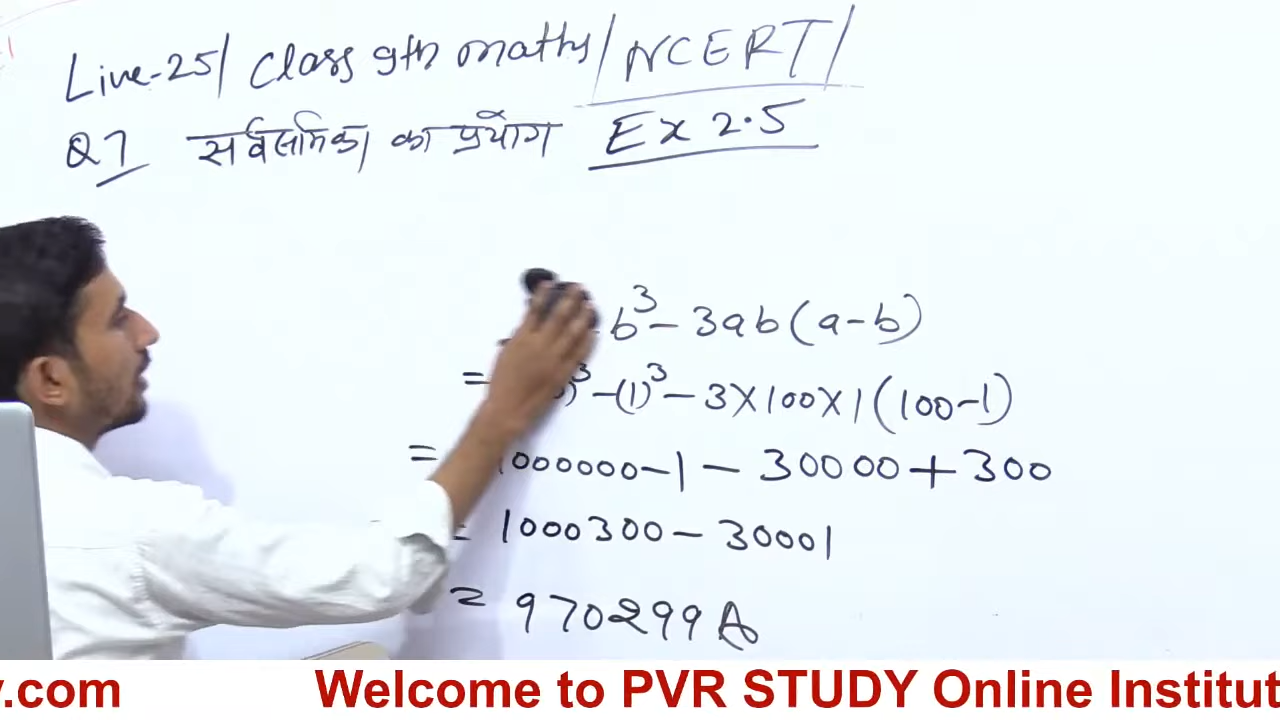 Live-25/ Class 9th maths/NCERT/
Q7 सर्वसमिका का प्रयोग Ex 2.5
b³ - 3ab(a-b)
= )³ - (1)³ - 3×100×1(100-1)
= 1000000-1 - 30000+300
= 1000300 - 30001
= 970299 A
y.com Welcome to PVR STUDY Online Institut